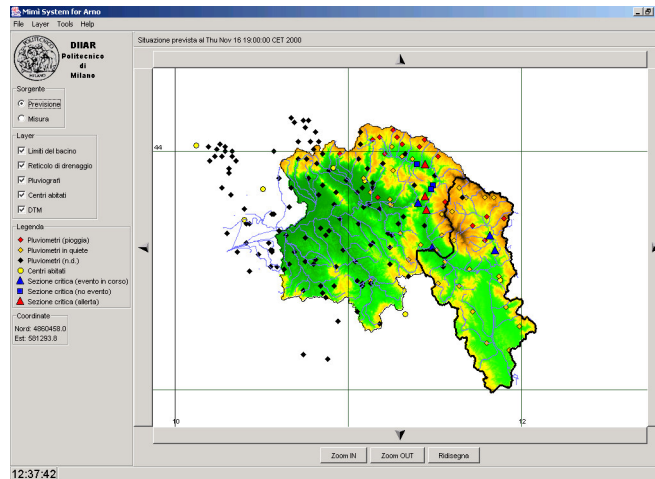 Mimì System for Arno
File Layer Tools Help
POLITECNICO
MILANO
DIIAR
Politecnico
di
Milano
Situazione prevista al Thu Nov 16 19:00:00 CET 2000
Sorgente
Previsione
Misura
Layer
Limiti del bacino
Reticolo di drenaggio
Pluviografi
Centri abitati
DTM
Legenda
Pluviometri (pioggia)
Pluviometri in quiete
Pluviometri (n.d.)
Centri abitati
Sezione critica (evento in corso)
Sezione critica (no evento)
Sezione critica (allerta)
Coordinate
Nord: 4860458.0
Est: 581293.8
44
10
12
Zoom IN Zoom OUT Ridisegna
12:37:42